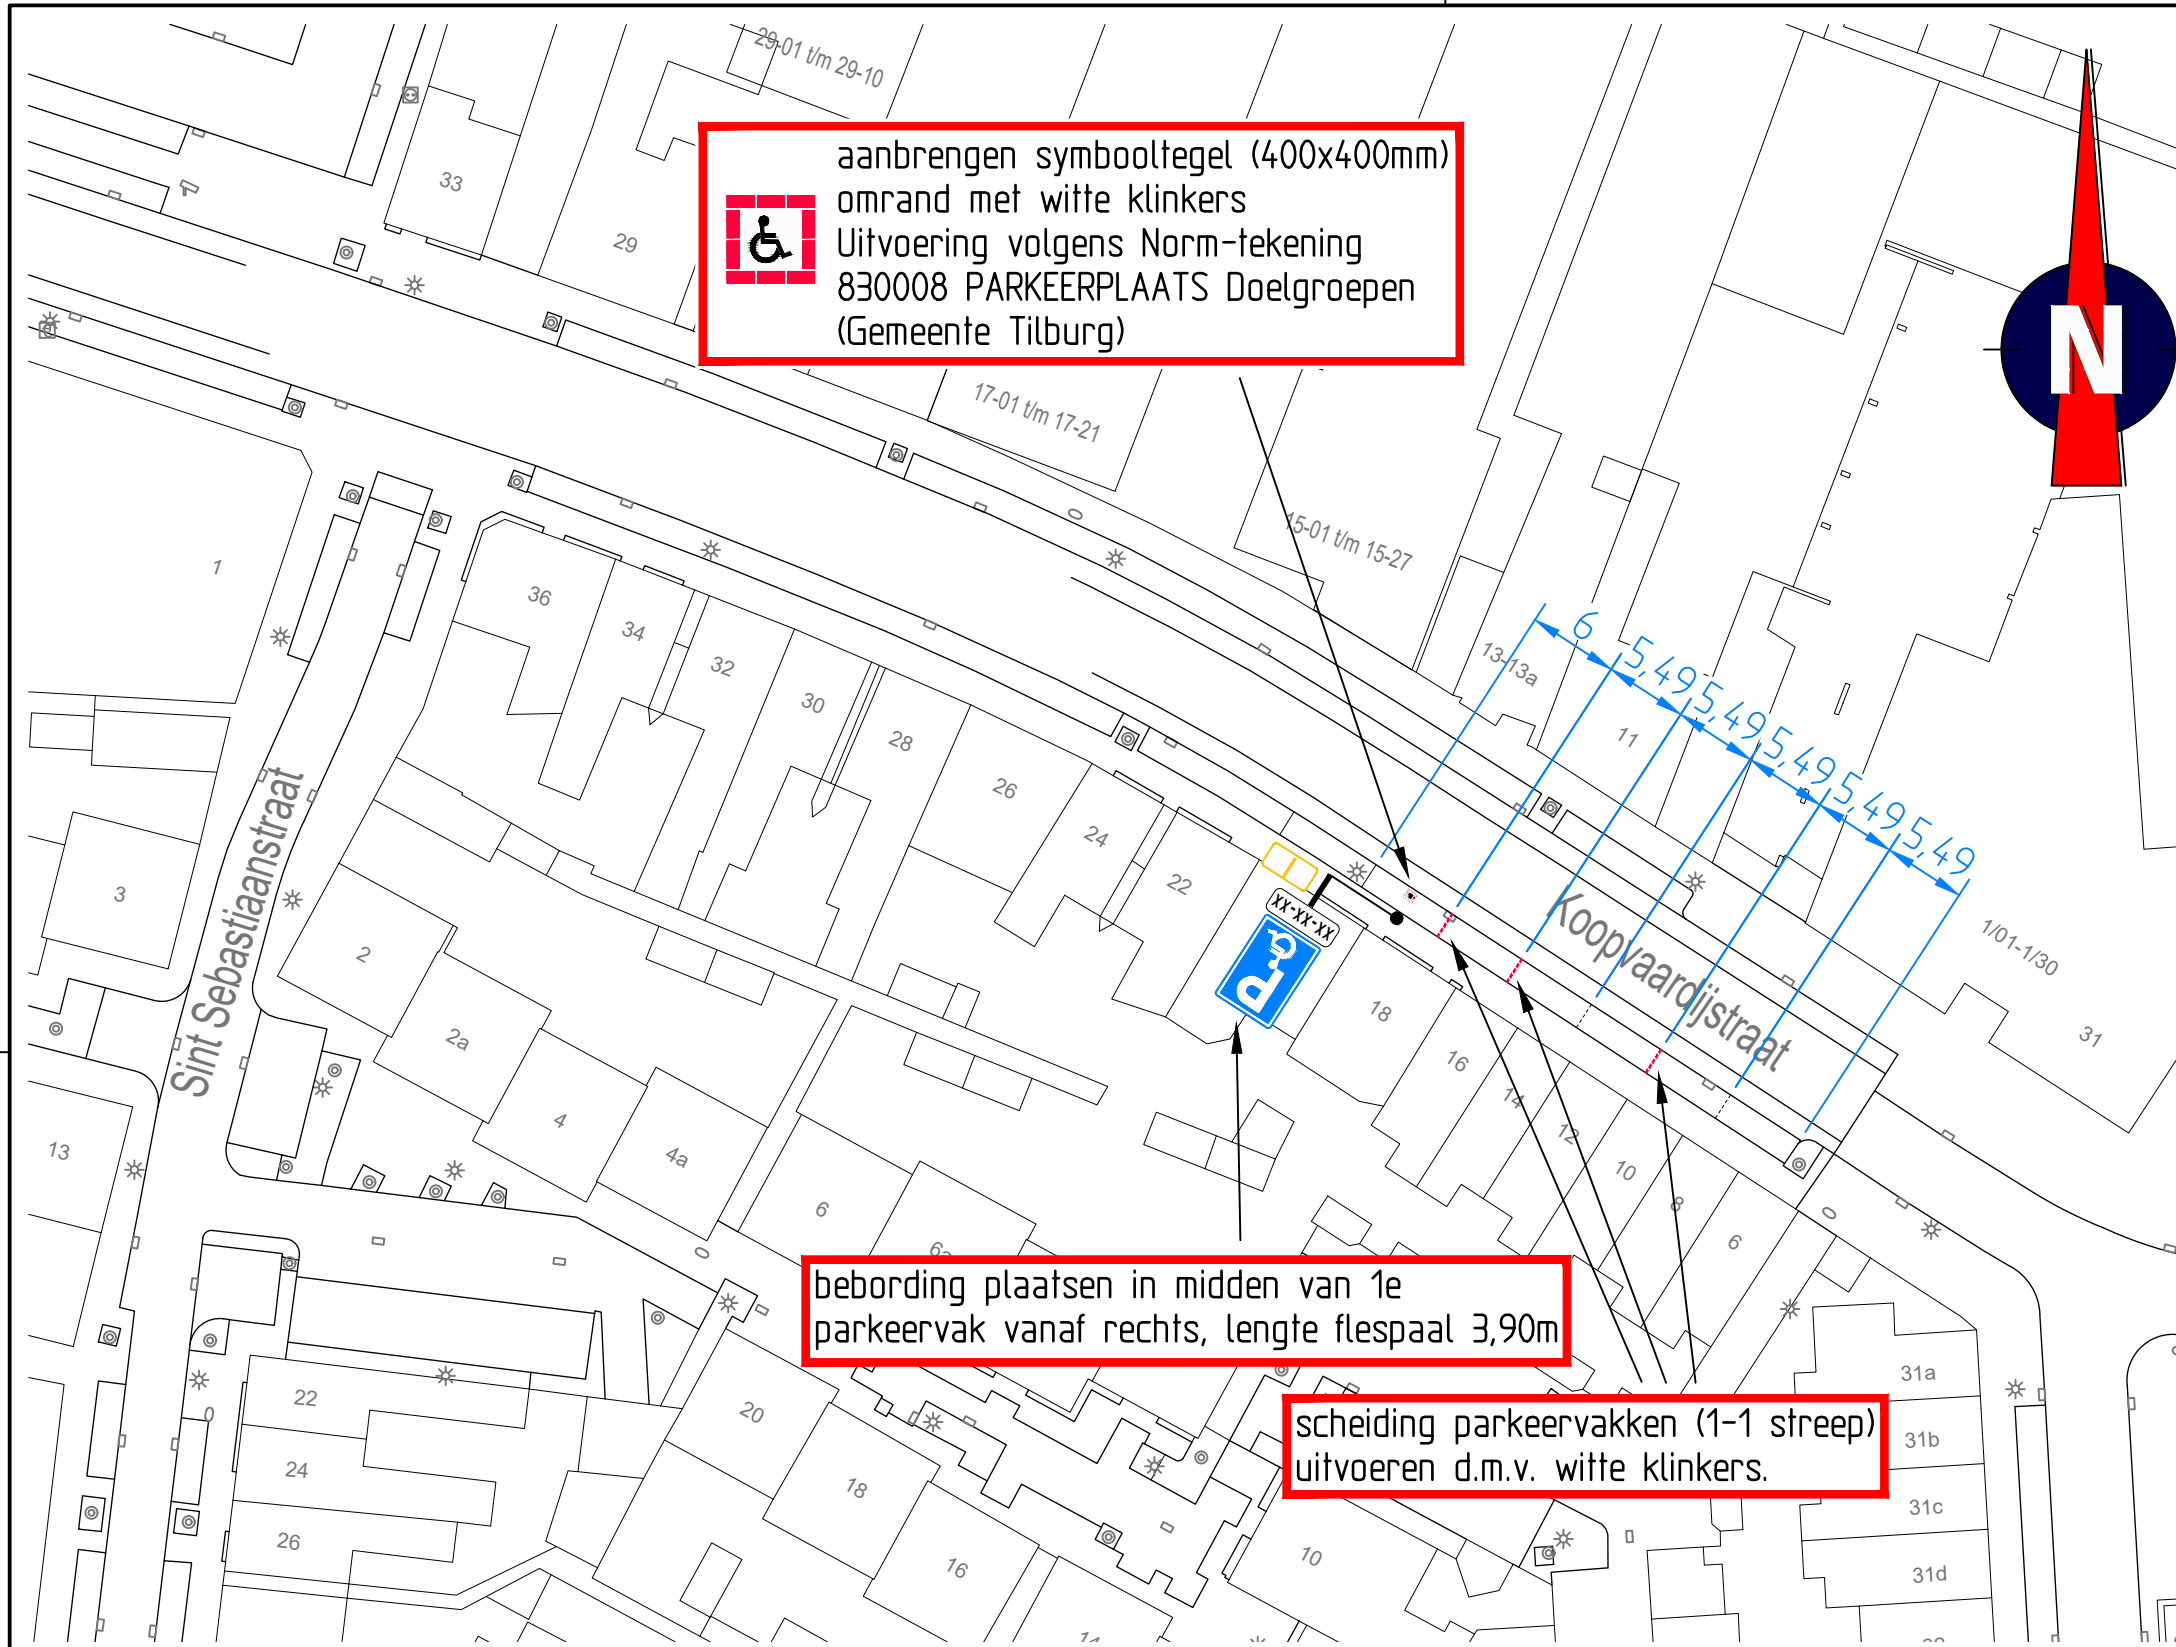 29-01 t/m 29-10
aanbrengen symbooltegel (400x400mm)
omrand met witte klinkers
Uitvoering volgens Norm-tekening
830008 PARKEERPLAATS Doelgroepen
(Gemeente Tilburg)
33
29
N
17-01 t/m 17-21
15-01 t/m 15-27
1
36
34
32
30
28
26
24
22
13-13a
11
6
5,49
5,49
5,49
5,49
5,49
Sint Sebastiaanstraat
3
2
2a
4
4a
6
XX-XX-XX
P
Koopvaardijstraat
1/01-1/30
31
18
16
14
12
10
8
6
13
bebording plaatsen in midden van 1e
parkeervak vanaf rechts, lengte flespaal 3,90m
scheiding parkeervakken (1-1 streep)
uitvoeren d.m.v. witte klinkers.
0
22
24
26
20
18
16
10
31a
31b
31c
31d